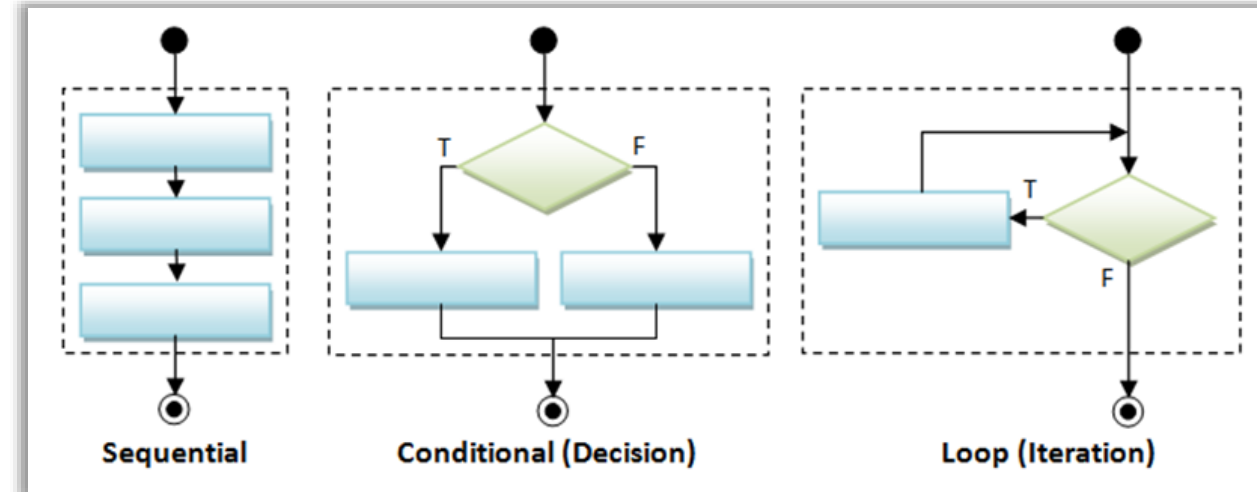 T
F
T
F
Sequential
Conditional (Decision)
Loop (Iteration)